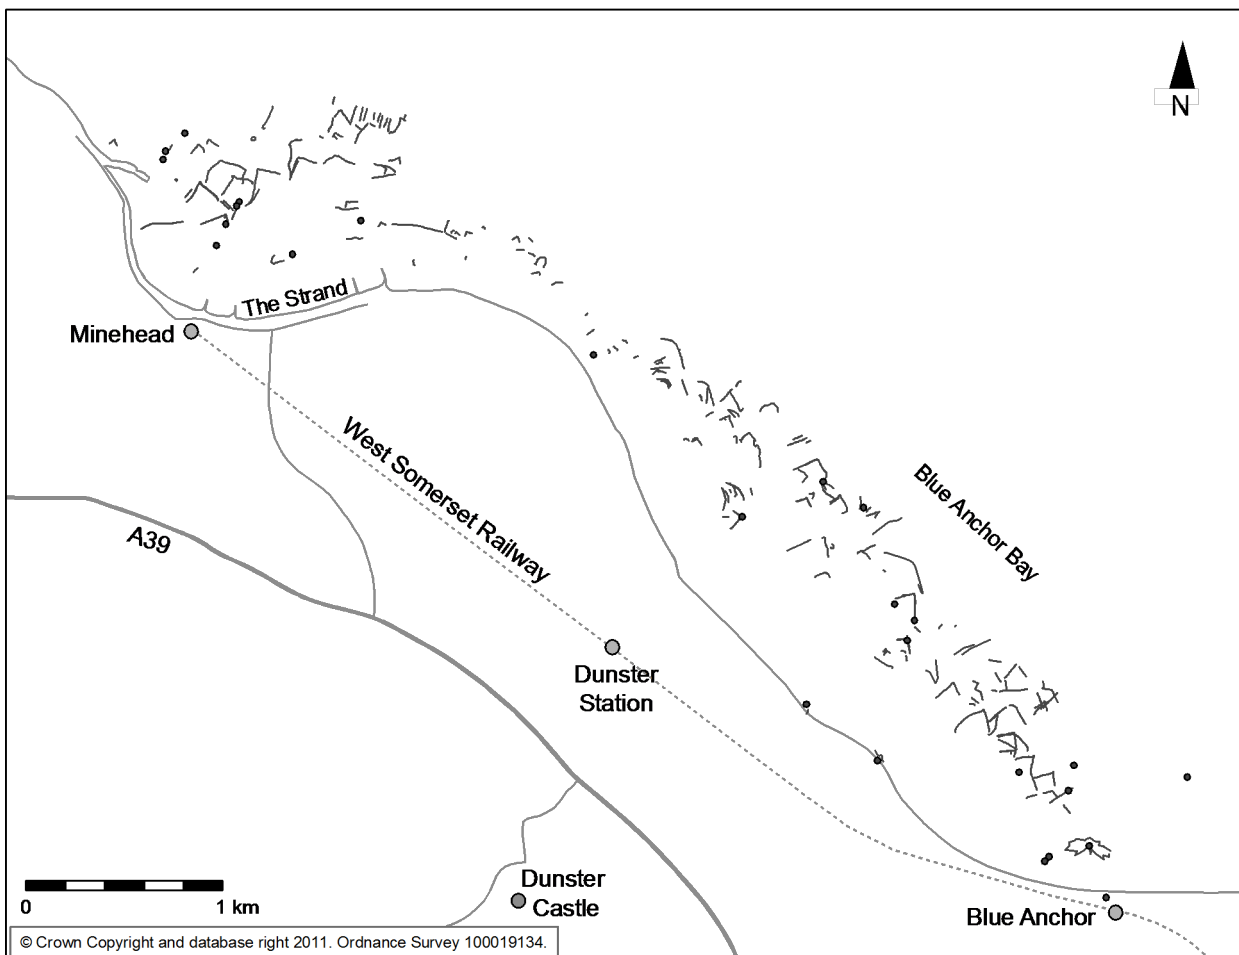 N
The Strand
Minehead
West Somerset Railway
Blue Anchor Bay
A39
Dunster
Station
Dunster
Castle
Blue Anchor
0 1 km
© Crown Copyright and database right 2011. Ordnance Survey 100019134.